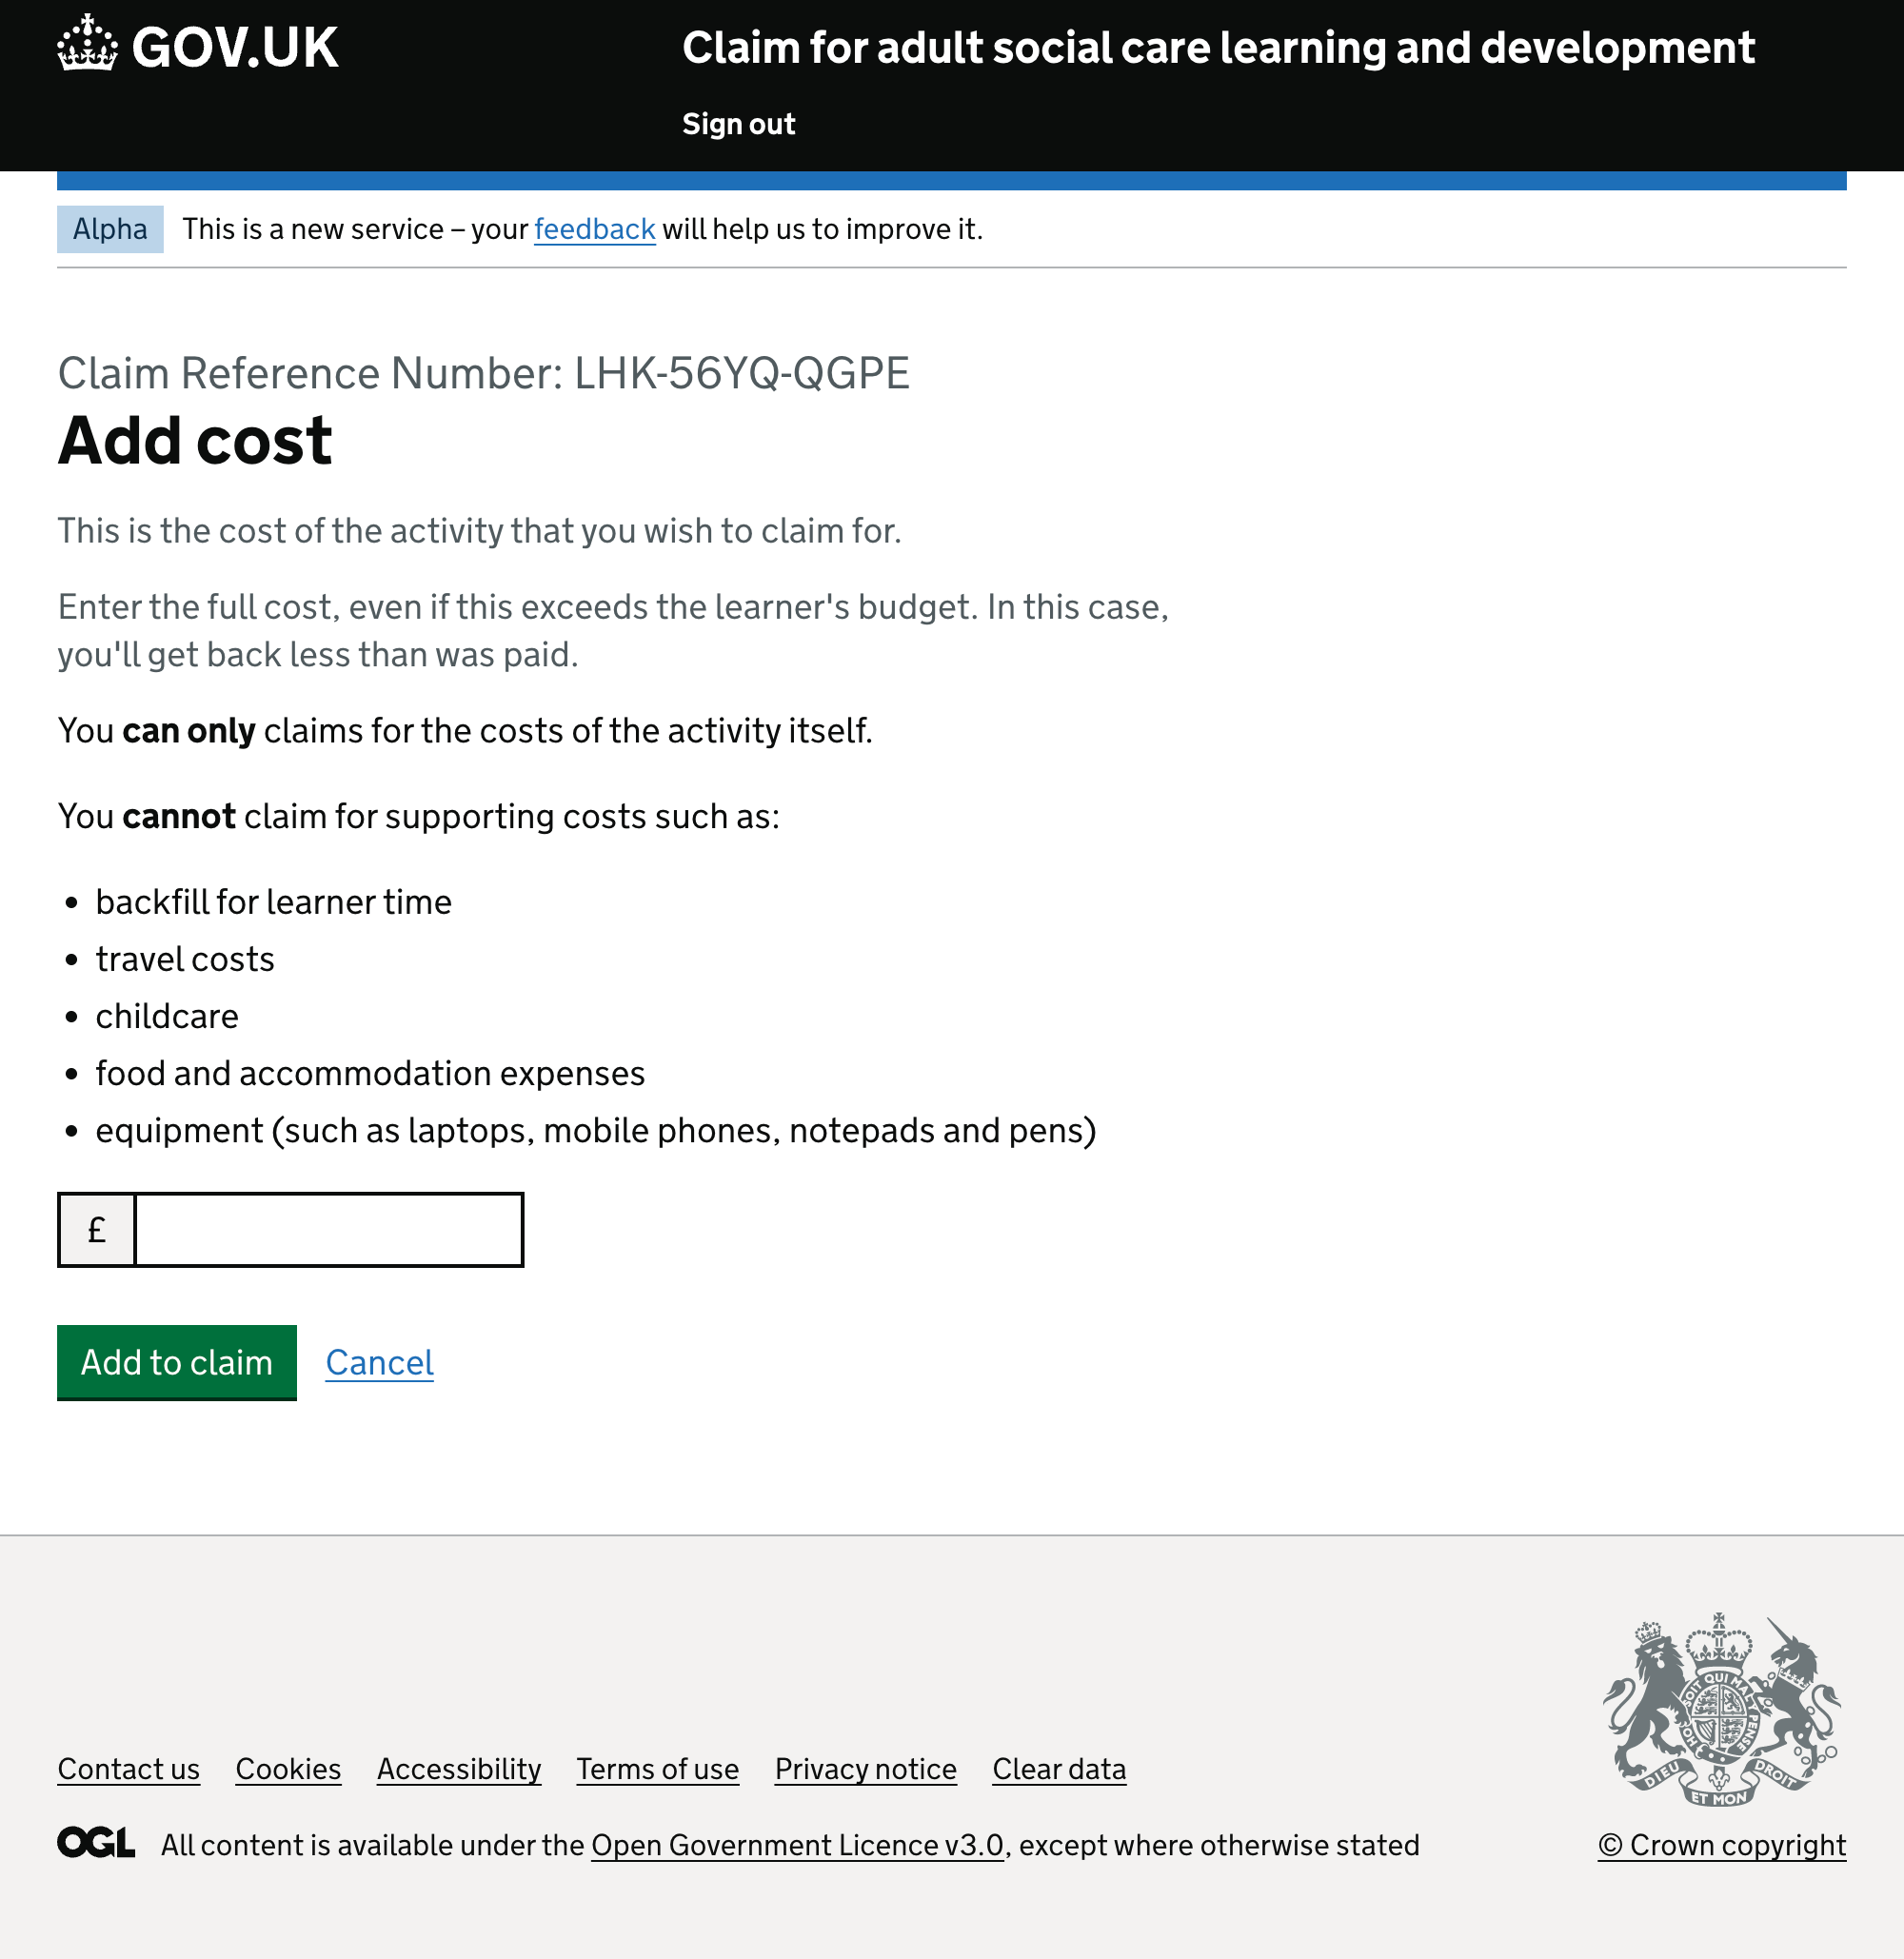 GOV.UK
Claim for adult social care learning and development
Sign out
Alpha This is a new service – your feedback will help us to improve it.
Claim Reference Number: LHK-56YQ-QGPE
Add cost
This is the cost of the activity that you wish to claim for.
Enter the full cost, even if this exceeds the learner's budget. In this case,
you'll get back less than was paid.
You can only claims for the costs of the activity itself.
You cannot claim for supporting costs such as:
• backfill for learner time
• travel costs
• childcare
• food and accommodation expenses
• equipment (such as laptops, mobile phones, notepads and pens)
£
Add to claim Cancel
HONI SOIT QUI MAL Y PENSE
DIEU ET MON DROIT
Contact us Cookies Accessibility Terms of use Privacy notice Clear data
OGL All content is available under the Open Government Licence v3.0, except where otherwise stated
© Crown copyright